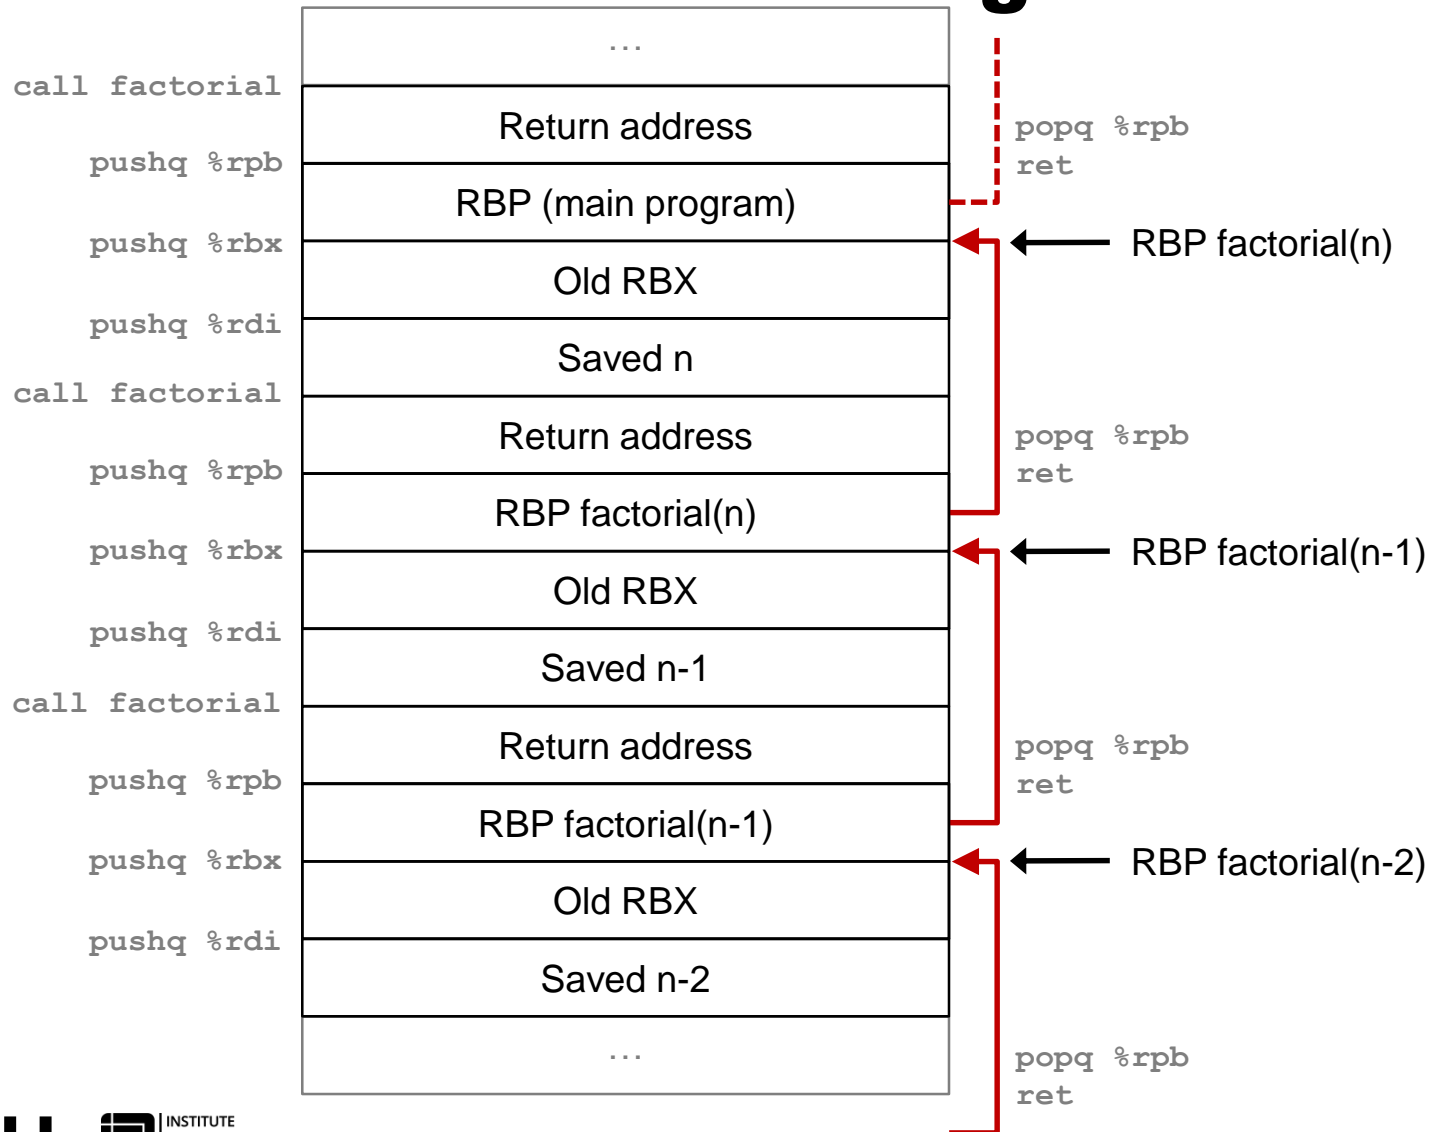 ...
call factorial
Return address
popq %rpb
pushq %rpb
ret
RBP (main program)
pushq %rbx
RBP factorial(n)
Old RBX
pushq %rdi
Saved n
call factorial
Return address
popq %rpb
pushq %rpb
ret
RBP factorial(n)
pushq %rbx
RBP factorial(n-1)
Old RBX
pushq %rdi
Saved n-1
call factorial
Return address
popq %rpb
pushq %rpb
ret
RBP factorial(n-1)
pushq %rbx
RBP factorial(n-2)
Old RBX
pushq %rdi
Saved n-2
...
popq %rpb
ret
INSTITUTE